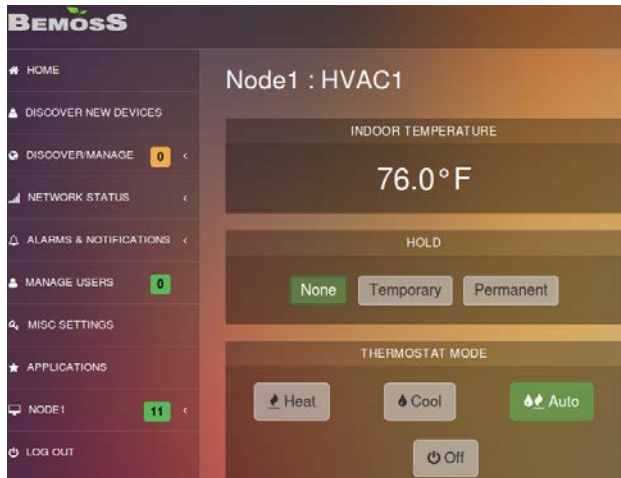 BEMOSS
HOME
DISCOVER NEW DEVICES
DISCOVER/MANAGE 0
NETWORK STATUS
ALARMS & NOTIFICATIONS
MANAGE USERS 0
MISC SETTINGS
APPLICATIONS
NODE1 11
LOG OUT
Node1 : HVAC1
INDOOR TEMPERATURE
76.0°F
HOLD
None Temporary Permanent
THERMOSTAT MODE
Heat Cool Auto
Off